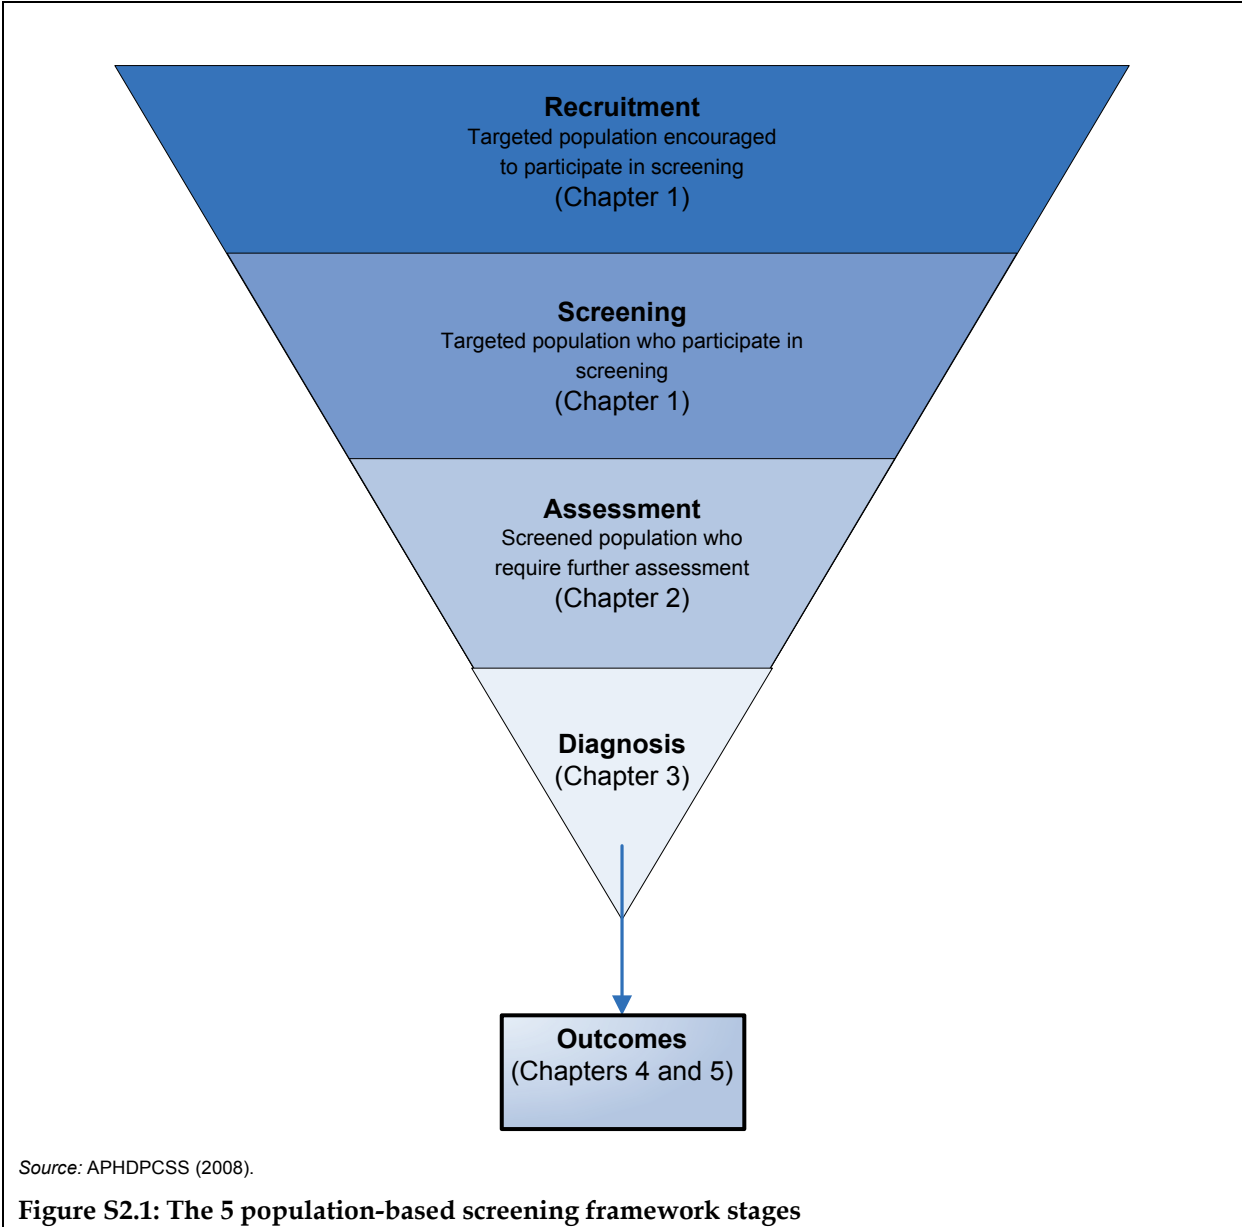 Recruitment
Targeted population encouraged
to participate in screening
(Chapter 1)
Screening
Targeted population who participate in
screening
(Chapter 1)
Assessment
Screened population who
require further assessment
(Chapter 2)
Diagnosis
(Chapter 3)
Outcomes
(Chapters 4 and 5)
Source: APHDPCSS (2008).
Figure S2.1: The 5 population-based screening framework stages